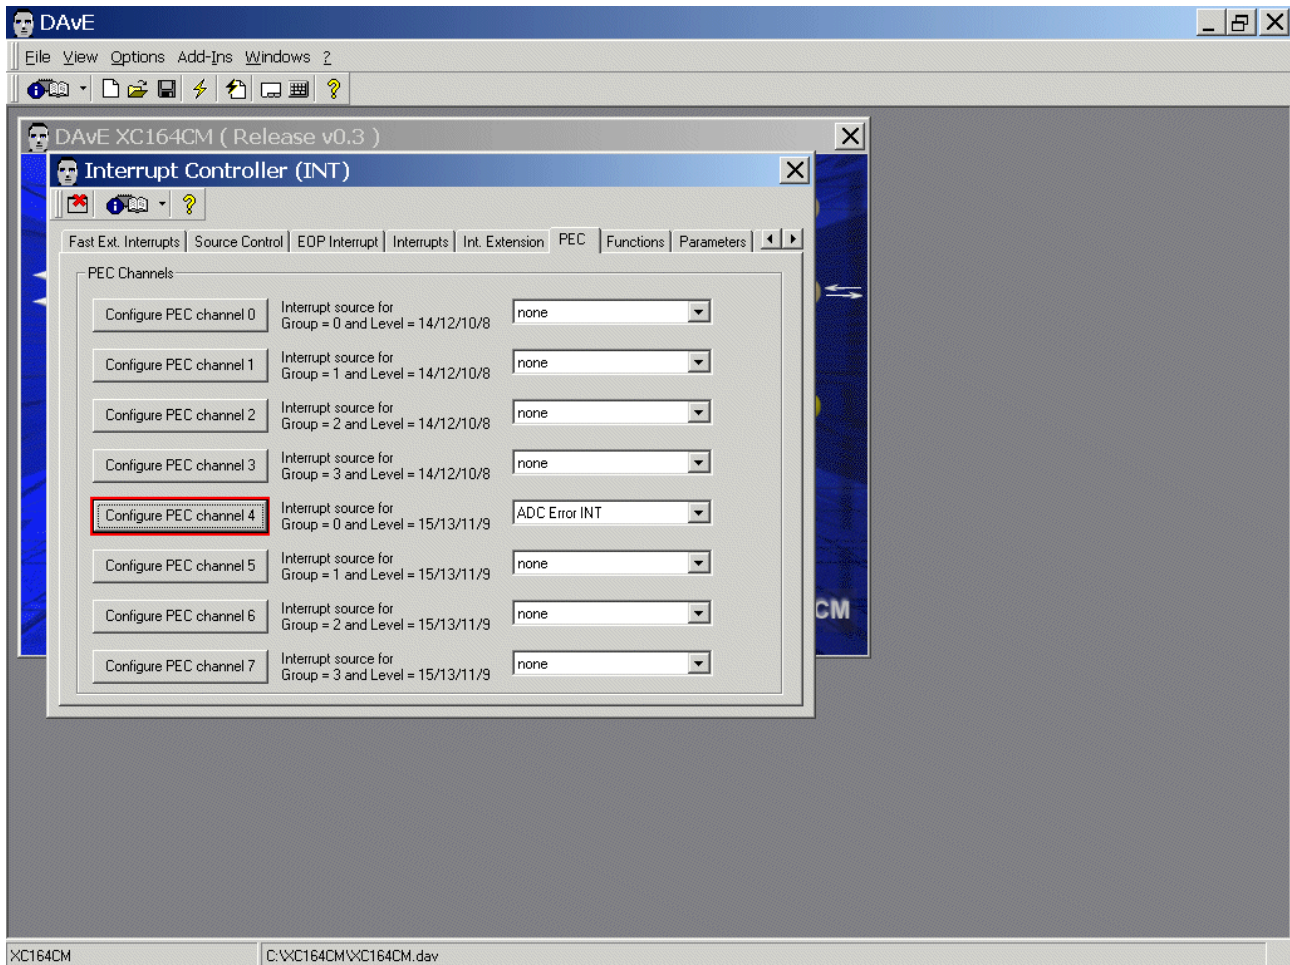 DAvE
File View Options Add-Ins Windows ?
DAvE XC164CM ( Release v0.3 )
Interrupt Controller (INT)
Fast Ext. Interrupts Source Control EOP Interrupt Interrupts Int. Extension PEC Functions Parameters
PEC Channels
Configure PEC channel 0 Interrupt source for none
Group = 0 and Level = 14/12/10/8
Configure PEC channel 1 Interrupt source for none
Group = 1 and Level = 14/12/10/8
Configure PEC channel 2 Interrupt source for none
Group = 2 and Level = 14/12/10/8
Configure PEC channel 3 Interrupt source for none
Group = 3 and Level = 14/12/10/8
Configure PEC channel 4 Interrupt source for ADC Error INT
Group = 0 and Level = 15/13/11/9
Configure PEC channel 5 Interrupt source for none
Group = 1 and Level = 15/13/11/9
Configure PEC channel 6 Interrupt source for none
Group = 2 and Level = 15/13/11/9
CM
Configure PEC channel 7 Interrupt source for none
Group = 3 and Level = 15/13/11/9
XC164CM C:\XC164CM\XC164CM.dav